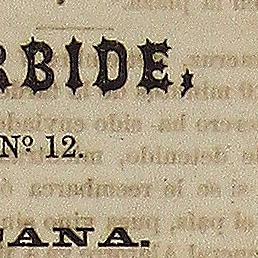 RBIDE,
Nº 12.
ANA.